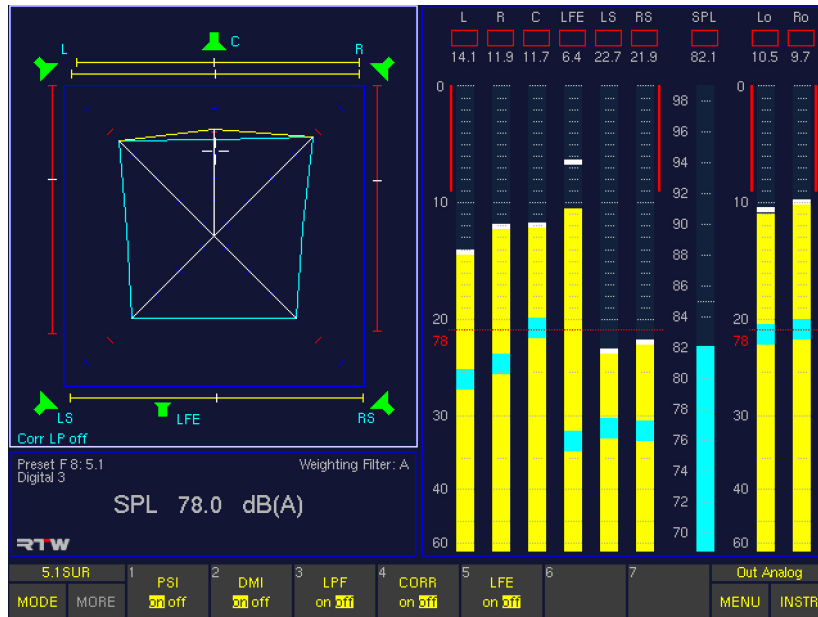 L R C LFE LS RS SPL Lo Ro
14.1 11.9 11.7 6.4 22.7 21.9 82.1 10.5 9.7
C
L R
0 98 0
96
94
92
10 90 10
88
86
84
20 20
78 82 78
80
30 78 30
76
74
40 72 40
70
60 60
LS LFE RS
Corr LP off
Preset F 8: 5.1 Weighting Filter: A
Digital 3
SPL 78.0 dB(A)
RTW
5.1SUR 1 2 3 4 5 6 7 Out Analog
PSI DMI LPF CORR LFE
MODE MORE on off on off on off on off on off MENU INSTR